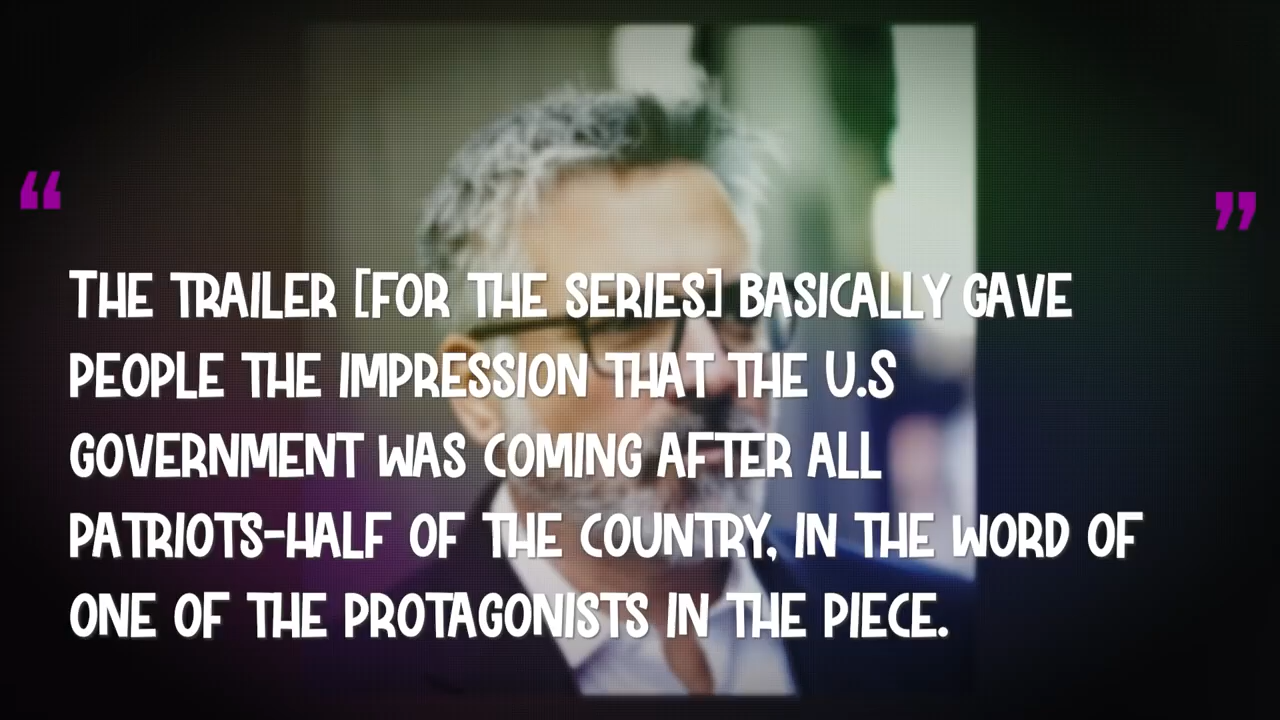 “ ”
THE TRAILER [FOR THE SERIES] BASICALLY GAVE
PEOPLE THE IMPRESSION THAT THE U.S
GOVERNMENT WAS COMING AFTER ALL
PATRIOTS-HALF OF THE COUNTRY, IN THE WORD OF
ONE OF THE PROTAGONISTS IN THE PIECE.